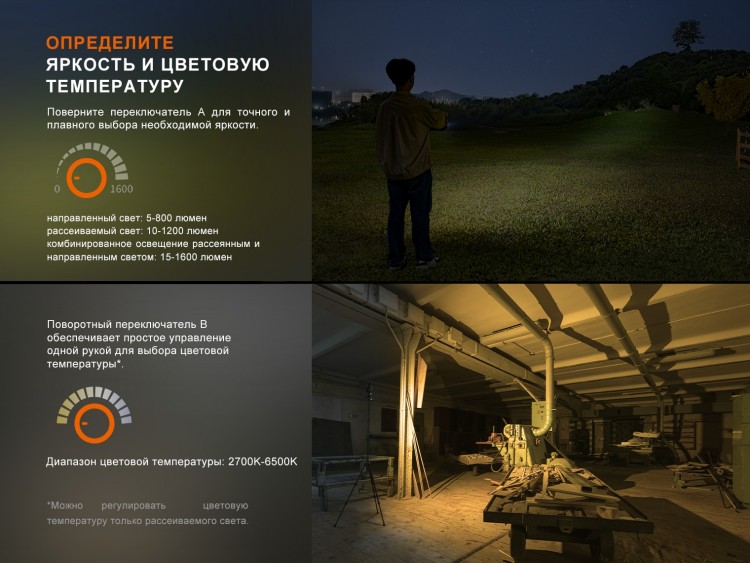 ОПРЕДЕЛИТЕ
ЯРКОСТЬ И ЦВЕТОВУЮ
ТЕМПЕРАТУРУ
Поверните переключатель А для точного и
плавного выбора необходимой яркости.
0 1600
направленный свет: 5-800 люмен
рассеиваемый свет: 10-1200 люмен
комбинированное освещение рассеянным и
направленным светом: 15-1600 люмен
Поворотный переключатель В
обеспечивает простое управление
одной рукой для выбора цветовой
температуры*.
Диапазон цветовой температуры: 2700K-6500K
*Можно регулировать цветовую
температуру только рассеиваемого света.